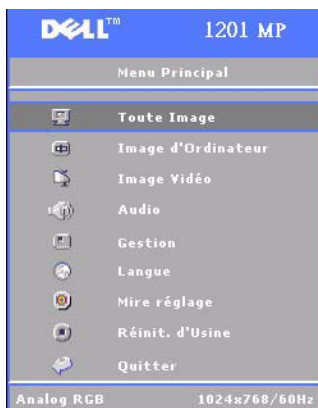 DELL™ 1201 MP
Menu Principal
Toute Image
Image d'Ordinateur
Image Vidéo
Audio
Gestion
Langue
Mire réglage
Réinit. d'Usine
Quitter
Analog RGB 1024x768/60Hz